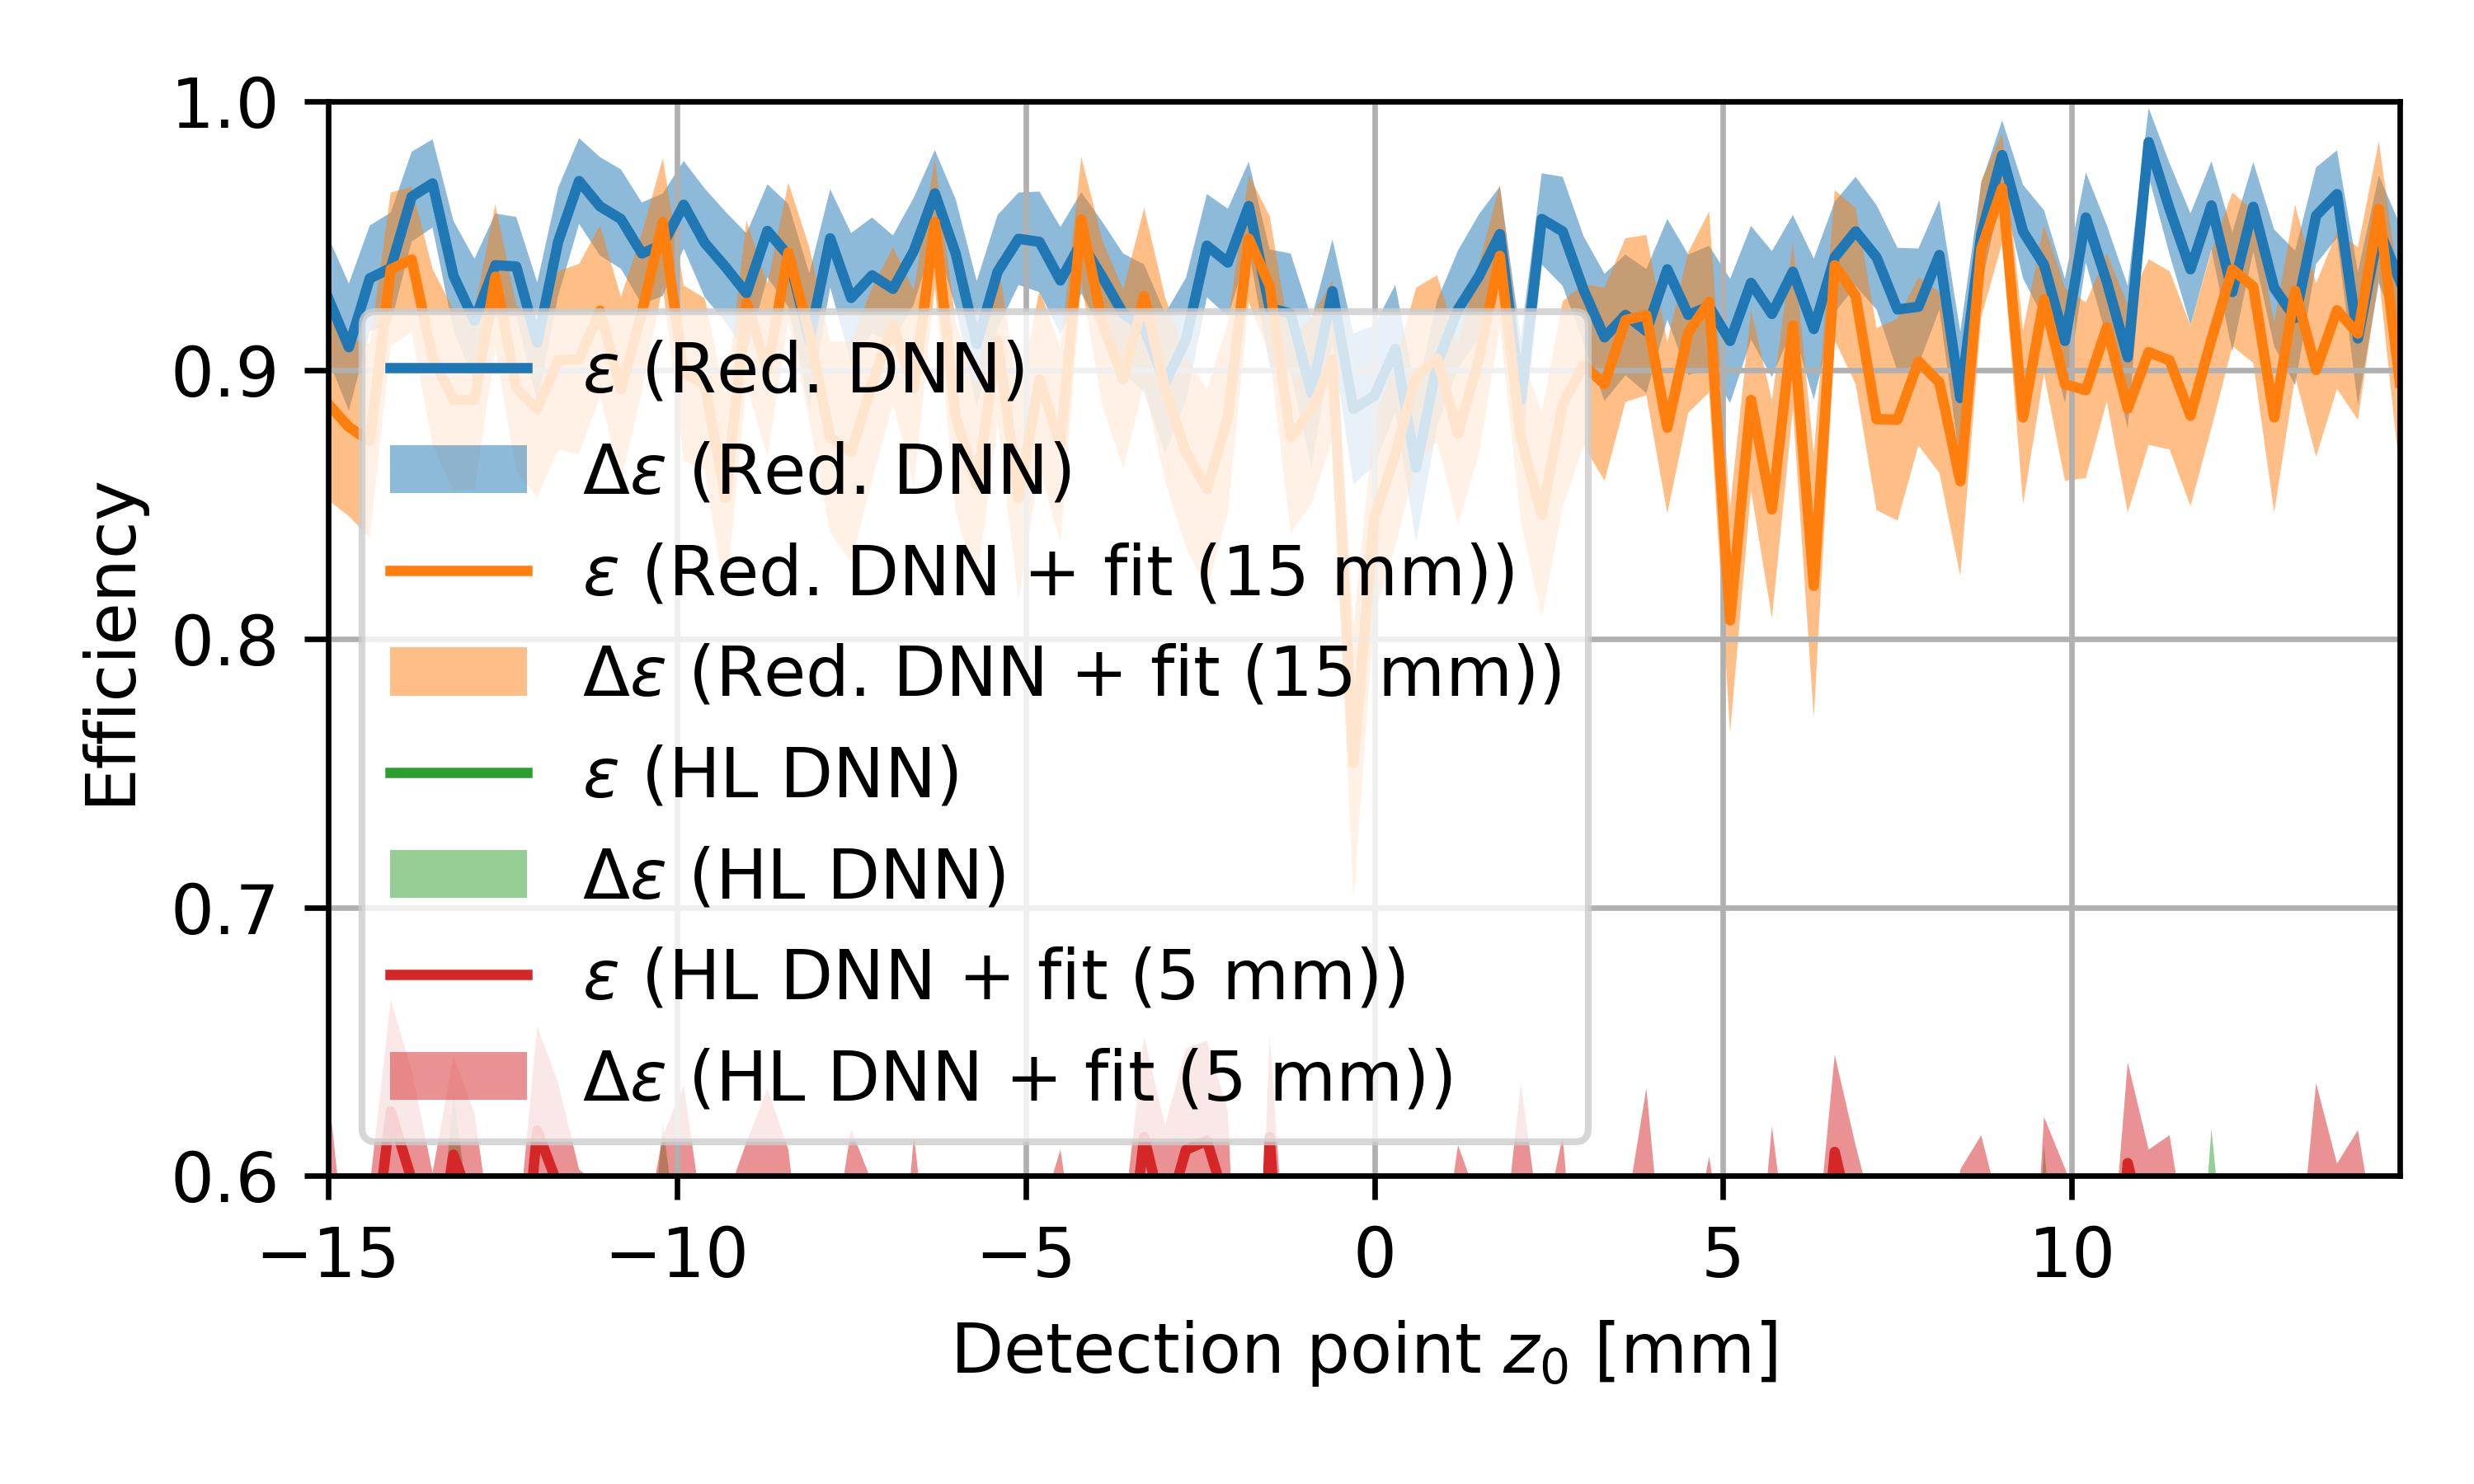 1.0
0.9
0.8
0.7
0.6
Efficiency
ε (Red. DNN)
Δε (Red. DNN)
ε (Red. DNN + fit (15 mm))
Δε (Red. DNN + fit (15 mm))
ε (HL DNN)
Δε (HL DNN)
ε (HL DNN + fit (5 mm))
Δε (HL DNN + fit (5 mm))
−15 −10 −5 0 5 10
Detection point z₀ [mm]